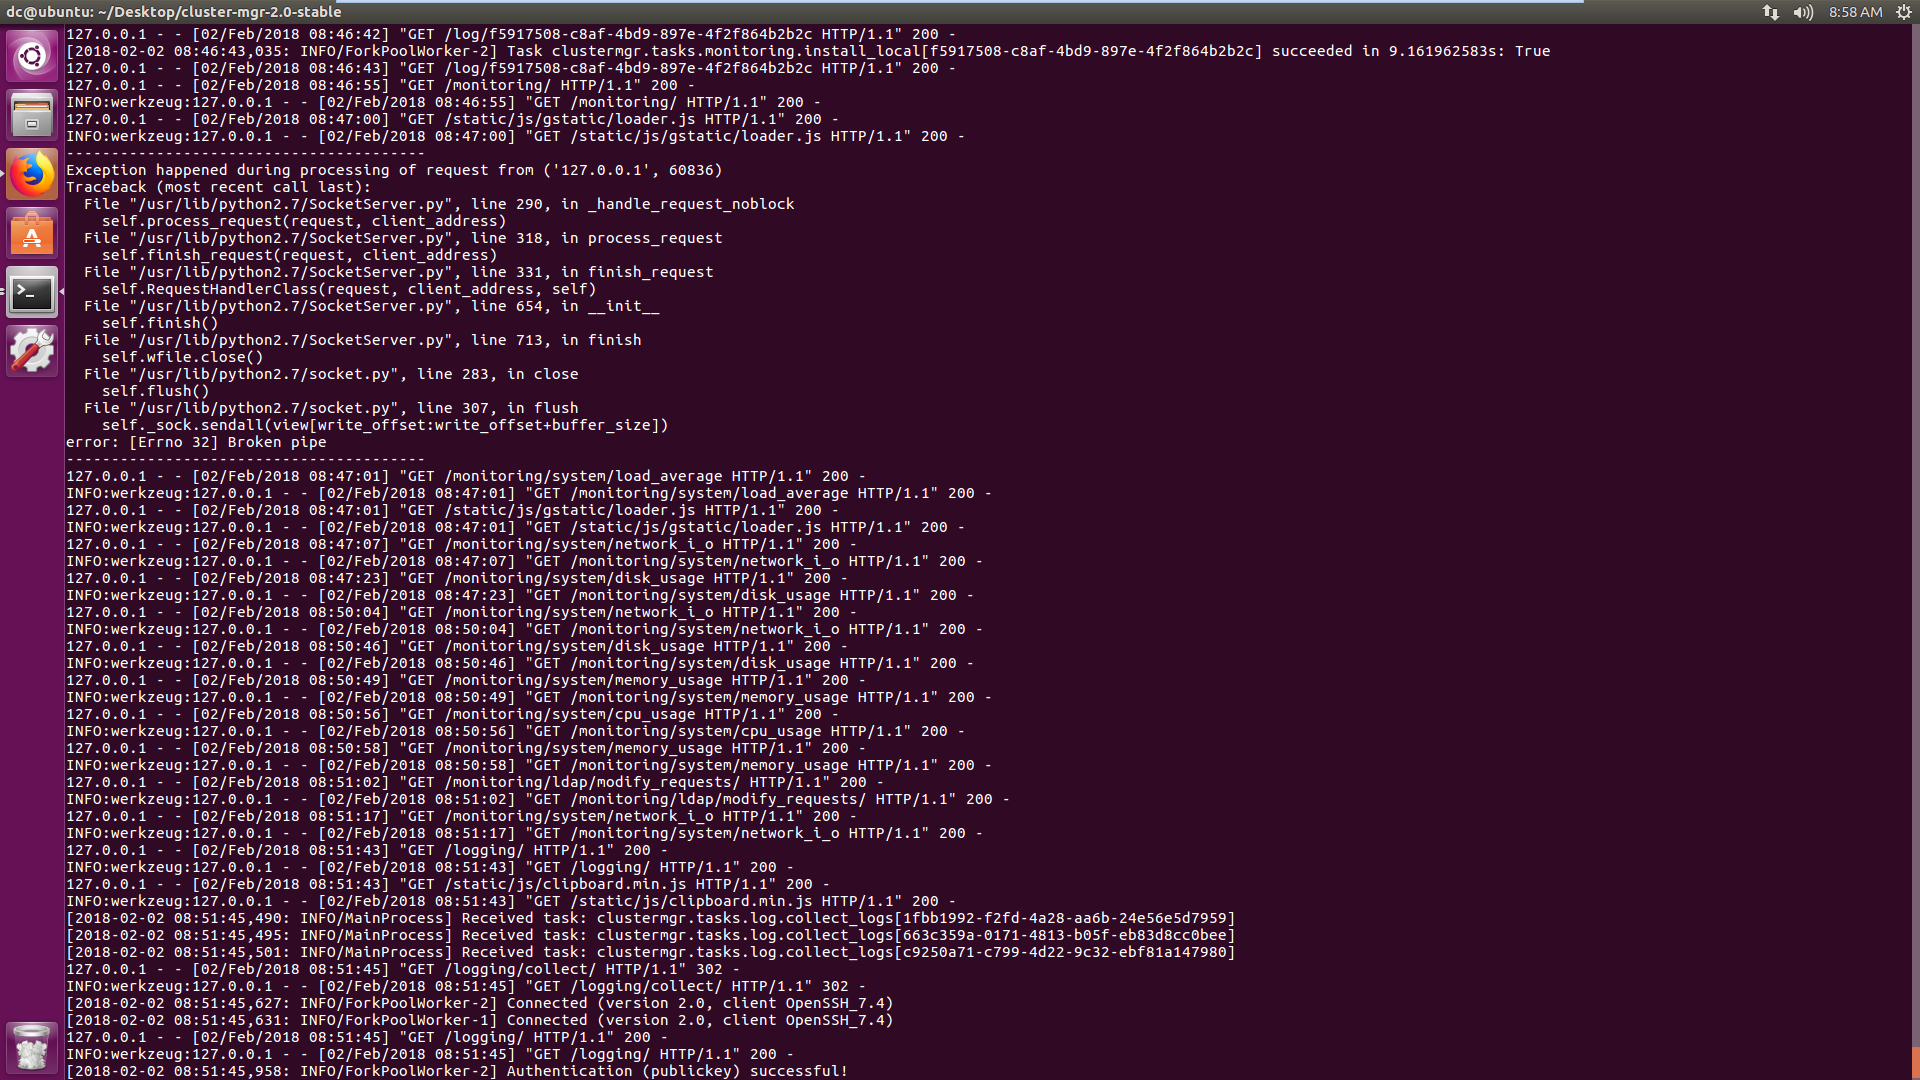 dc@ubuntu: ~/Desktop/cluster-mgr-2.0-stable
8:58 AM
127.0.0.1 - - [02/Feb/2018 08:46:42] "GET /log/f5917508-c8af-4bd9-897e-4f2f864b2b2c HTTP/1.1" 200 -
[2018-02-02 08:46:43,035: INFO/ForkPoolWorker-2] Task clustermgr.tasks.monitoring.install_local[f5917508-c8af-4bd9-897e-4f2f864b2b2c] succeeded in 9.161962583s: True
127.0.0.1 - - [02/Feb/2018 08:46:43] "GET /log/f5917508-c8af-4bd9-897e-4f2f864b2b2c HTTP/1.1" 200 -
127.0.0.1 - - [02/Feb/2018 08:46:55] "GET /monitoring/ HTTP/1.1" 200 -
INFO:werkzeug:127.0.0.1 - - [02/Feb/2018 08:46:55] "GET /monitoring/ HTTP/1.1" 200 -
127.0.0.1 - - [02/Feb/2018 08:47:00] "GET /static/js/gstatic/loader.js HTTP/1.1" 200 -
INFO:werkzeug:127.0.0.1 - - [02/Feb/2018 08:47:00] "GET /static/js/gstatic/loader.js HTTP/1.1" 200 -
----------------------------------------
Exception happened during processing of request from ('127.0.0.1', 60836)
Traceback (most recent call last):
  File "/usr/lib/python2.7/SocketServer.py", line 290, in _handle_request_noblock
    self.process_request(request, client_address)
  File "/usr/lib/python2.7/SocketServer.py", line 318, in process_request
    self.finish_request(request, client_address)
  File "/usr/lib/python2.7/SocketServer.py", line 331, in finish_request
    self.RequestHandlerClass(request, client_address, self)
  File "/usr/lib/python2.7/SocketServer.py", line 654, in __init__
    self.finish()
  File "/usr/lib/python2.7/SocketServer.py", line 713, in finish
    self.wfile.close()
  File "/usr/lib/python2.7/socket.py", line 283, in close
    self.flush()
  File "/usr/lib/python2.7/socket.py", line 307, in flush
    self._sock.sendall(view[write_offset:write_offset+buffer_size])
error: [Errno 32] Broken pipe
----------------------------------------
127.0.0.1 - - [02/Feb/2018 08:47:01] "GET /monitoring/system/load_average HTTP/1.1" 200 -
INFO:werkzeug:127.0.0.1 - - [02/Feb/2018 08:47:01] "GET /monitoring/system/load_average HTTP/1.1" 200 -
127.0.0.1 - - [02/Feb/2018 08:47:01] "GET /static/js/gstatic/loader.js HTTP/1.1" 200 -
INFO:werkzeug:127.0.0.1 - - [02/Feb/2018 08:47:01] "GET /static/js/gstatic/loader.js HTTP/1.1" 200 -
127.0.0.1 - - [02/Feb/2018 08:47:07] "GET /monitoring/system/network_i_o HTTP/1.1" 200 -
INFO:werkzeug:127.0.0.1 - - [02/Feb/2018 08:47:07] "GET /monitoring/system/network_i_o HTTP/1.1" 200 -
127.0.0.1 - - [02/Feb/2018 08:47:23] "GET /monitoring/system/disk_usage HTTP/1.1" 200 -
INFO:werkzeug:127.0.0.1 - - [02/Feb/2018 08:47:23] "GET /monitoring/system/disk_usage HTTP/1.1" 200 -
127.0.0.1 - - [02/Feb/2018 08:50:04] "GET /monitoring/system/network_i_o HTTP/1.1" 200 -
INFO:werkzeug:127.0.0.1 - - [02/Feb/2018 08:50:04] "GET /monitoring/system/network_i_o HTTP/1.1" 200 -
127.0.0.1 - - [02/Feb/2018 08:50:46] "GET /monitoring/system/disk_usage HTTP/1.1" 200 -
INFO:werkzeug:127.0.0.1 - - [02/Feb/2018 08:50:46] "GET /monitoring/system/disk_usage HTTP/1.1" 200 -
127.0.0.1 - - [02/Feb/2018 08:50:49] "GET /monitoring/system/memory_usage HTTP/1.1" 200 -
INFO:werkzeug:127.0.0.1 - - [02/Feb/2018 08:50:49] "GET /monitoring/system/memory_usage HTTP/1.1" 200 -
127.0.0.1 - - [02/Feb/2018 08:50:56] "GET /monitoring/system/cpu_usage HTTP/1.1" 200 -
INFO:werkzeug:127.0.0.1 - - [02/Feb/2018 08:50:56] "GET /monitoring/system/cpu_usage HTTP/1.1" 200 -
127.0.0.1 - - [02/Feb/2018 08:50:58] "GET /monitoring/system/memory_usage HTTP/1.1" 200 -
INFO:werkzeug:127.0.0.1 - - [02/Feb/2018 08:50:58] "GET /monitoring/system/memory_usage HTTP/1.1" 200 -
127.0.0.1 - - [02/Feb/2018 08:51:02] "GET /monitoring/ldap/modify_requests/ HTTP/1.1" 200 -
INFO:werkzeug:127.0.0.1 - - [02/Feb/2018 08:51:02] "GET /monitoring/ldap/modify_requests/ HTTP/1.1" 200 -
127.0.0.1 - - [02/Feb/2018 08:51:17] "GET /monitoring/system/network_i_o HTTP/1.1" 200 -
INFO:werkzeug:127.0.0.1 - - [02/Feb/2018 08:51:17] "GET /monitoring/system/network_i_o HTTP/1.1" 200 -
127.0.0.1 - - [02/Feb/2018 08:51:43] "GET /logging/ HTTP/1.1" 200 -
INFO:werkzeug:127.0.0.1 - - [02/Feb/2018 08:51:43] "GET /logging/ HTTP/1.1" 200 -
127.0.0.1 - - [02/Feb/2018 08:51:43] "GET /static/js/clipboard.min.js HTTP/1.1" 200 -
INFO:werkzeug:127.0.0.1 - - [02/Feb/2018 08:51:43] "GET /static/js/clipboard.min.js HTTP/1.1" 200 -
[2018-02-02 08:51:45,490: INFO/MainProcess] Received task: clustermgr.tasks.log.collect_logs[1fbb1992-f2fd-4a28-aa6b-24e56e5d7959]
[2018-02-02 08:51:45,495: INFO/MainProcess] Received task: clustermgr.tasks.log.collect_logs[663c359a-0171-4813-b05f-eb83d8cc0bee]
[2018-02-02 08:51:45,501: INFO/MainProcess] Received task: clustermgr.tasks.log.collect_logs[c9250a71-c799-4d22-9c32-ebf81a147980]
127.0.0.1 - - [02/Feb/2018 08:51:45] "GET /logging/collect/ HTTP/1.1" 302 -
INFO:werkzeug:127.0.0.1 - - [02/Feb/2018 08:51:45] "GET /logging/collect/ HTTP/1.1" 302 -
[2018-02-02 08:51:45,627: INFO/ForkPoolWorker-2] Connected (version 2.0, client OpenSSH_7.4)
[2018-02-02 08:51:45,631: INFO/ForkPoolWorker-1] Connected (version 2.0, client OpenSSH_7.4)
127.0.0.1 - - [02/Feb/2018 08:51:45] "GET /logging/ HTTP/1.1" 200 -
INFO:werkzeug:127.0.0.1 - - [02/Feb/2018 08:51:45] "GET /logging/ HTTP/1.1" 200 -
[2018-02-02 08:51:45,958: INFO/ForkPoolWorker-2] Authentication (publickey) successful!